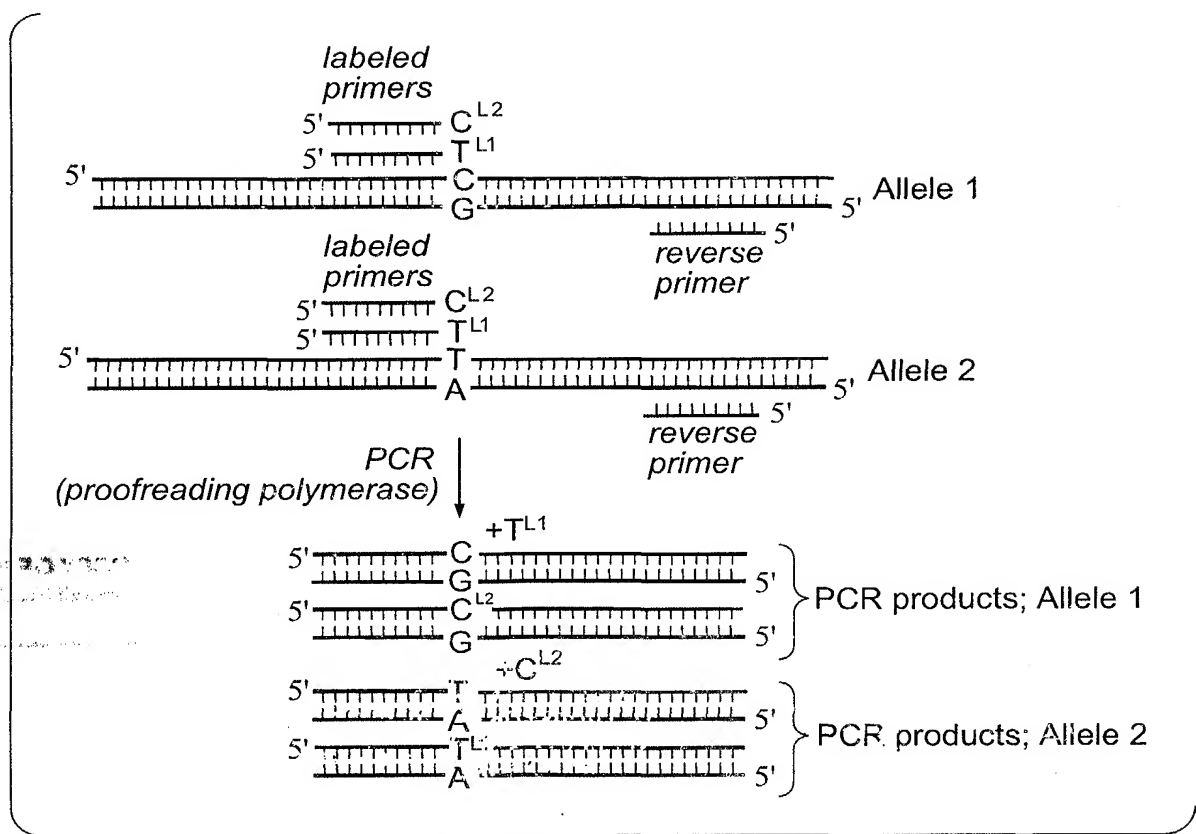 labeled
primers
5' C L2
5' T L1
5' C Allele 1
G 5'
5'
labeled
primers
reverse
primer
5' C L2
5' T L1
5' T Allele 2
A 5'
5'
reverse
primer
PCR
(proofreading polymerase)
+T L1
5' C
G 5'
C L2
G 5'
PCR products; Allele 1
+C L2
5' T
A 5'
5' T
A 5'
PCR products; Allele 2